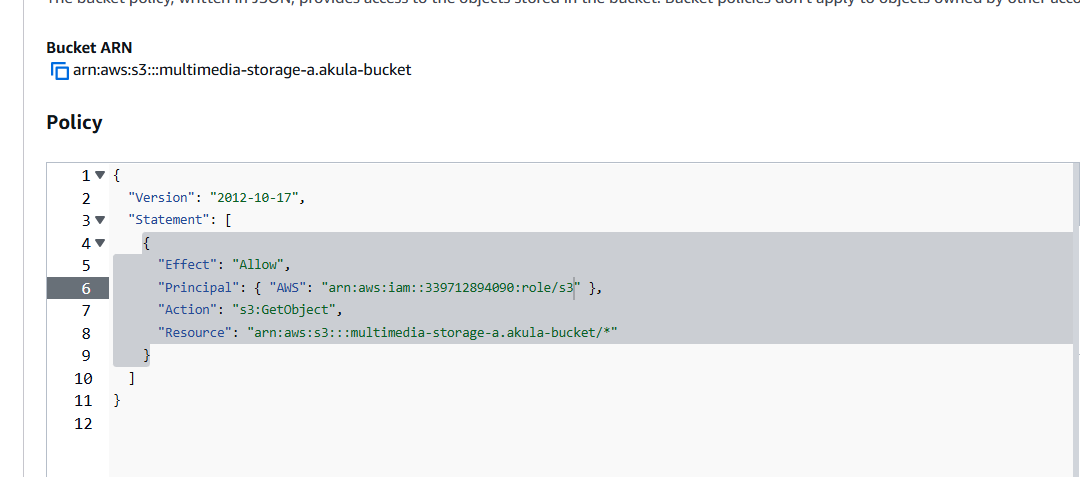 The bucket policy, written in JSON, provides access to the objects stored in the bucket. Bucket policies don't apply to objects owned by other
Bucket ARN
arn:aws:s3:::multimedia-storage-a.akula-bucket
Policy
1 {
2 "Version": "2012-10-17",
3 "Statement": [
4 {
5 "Effect": "Allow",
6 "Principal": { "AWS": "arn:aws:iam::339712894090:role/s3" },
7 "Action": "s3:GetObject",
8 "Resource": "arn:aws:s3:::multimedia-storage-a.akula-bucket/*"
9 }
10 ]
11 }
12